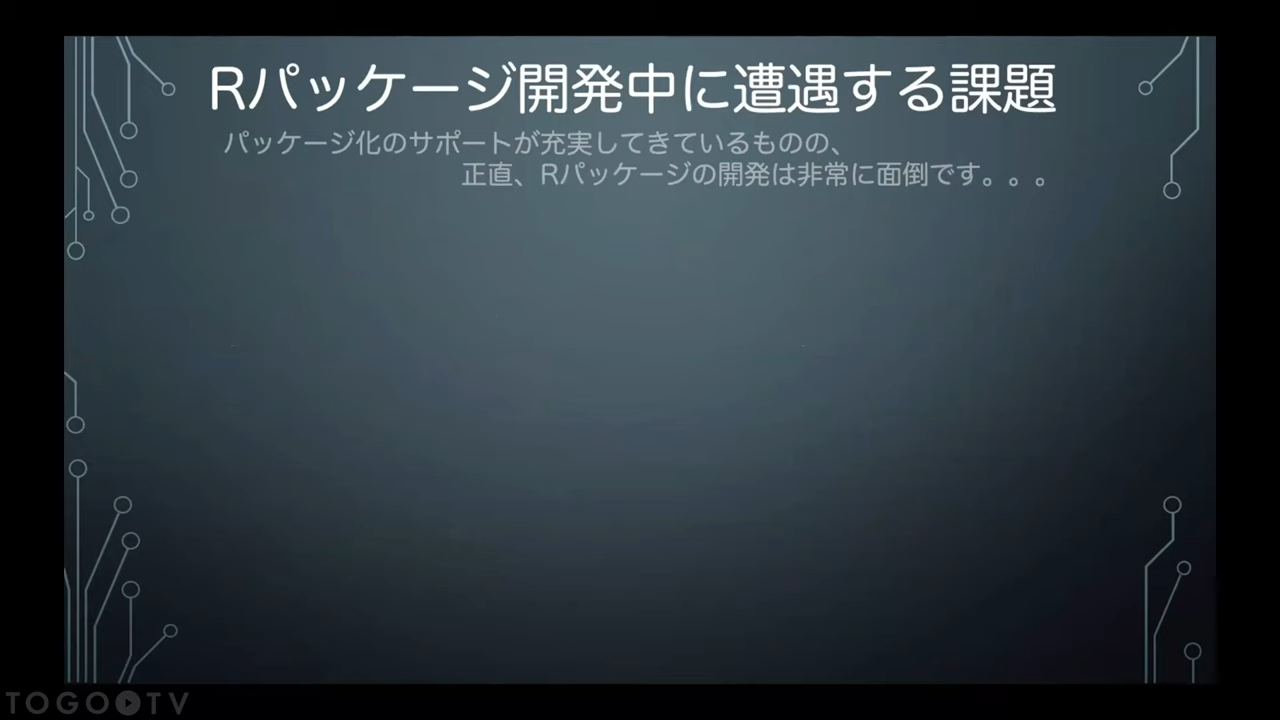 Rパッケージ開発中に遭遇する課題
パッケージ化のサポートが充実してきているものの、
正直、Rパッケージの開発は非常に面倒です。。。
TOGO TV